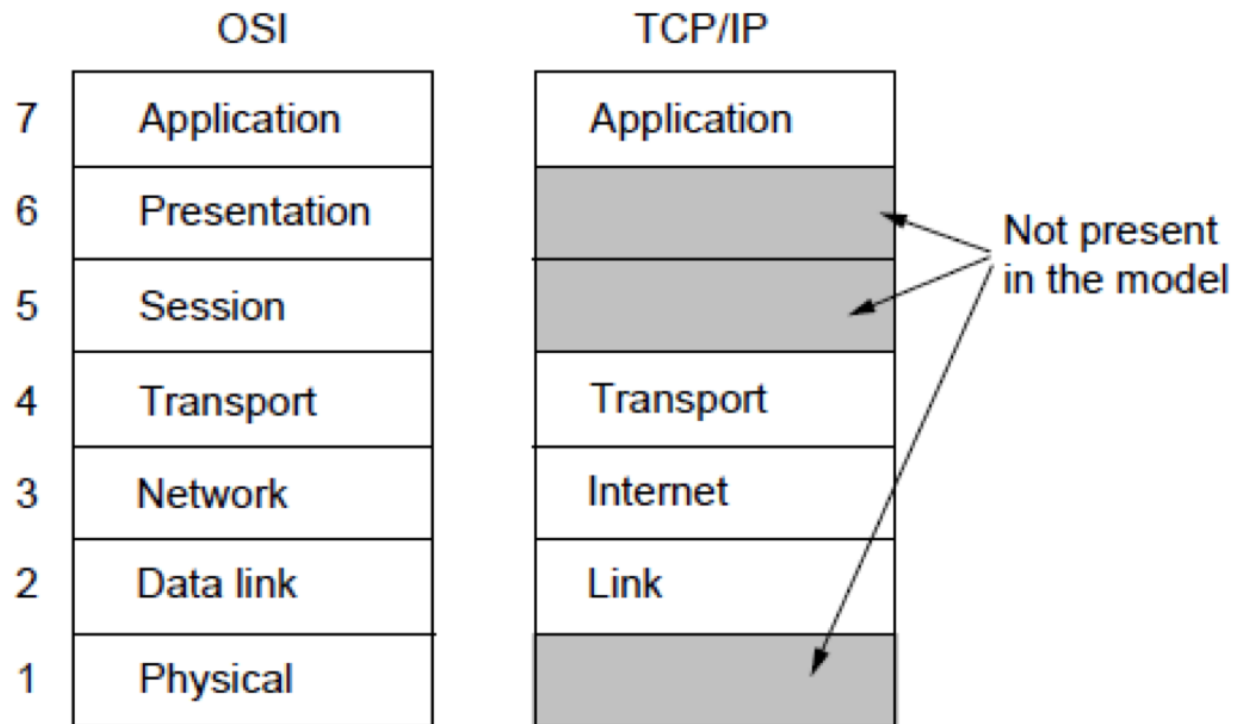 OSI
TCP/IP
7
Application
Application
6
Presentation
5
Session
Not present
in the model
4
Transport
Transport
3
Network
Internet
2
Data link
Link
1
Physical